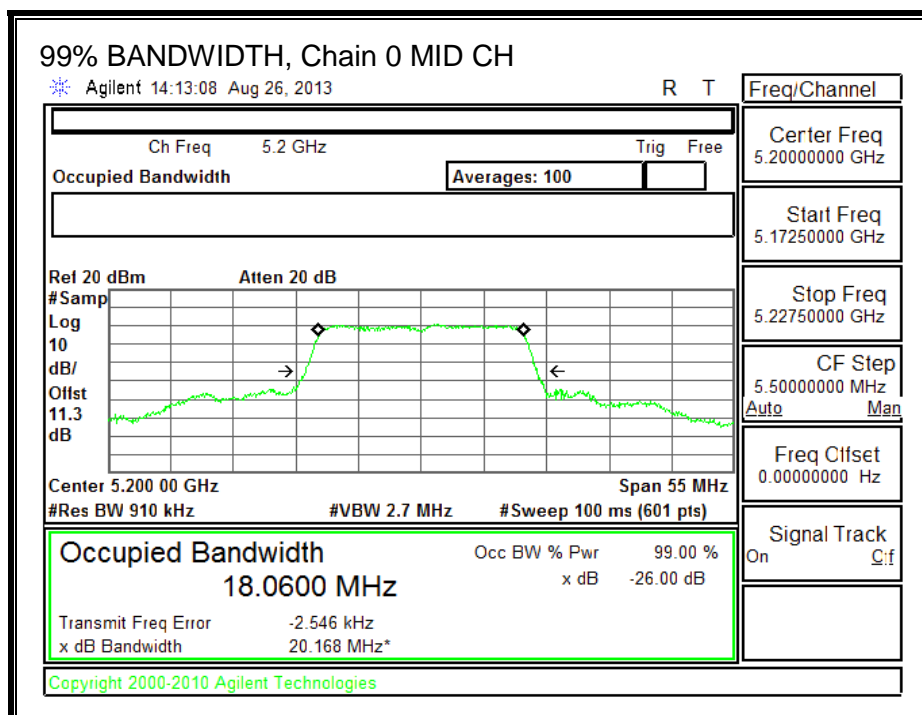 99% BANDWIDTH, Chain 0 MID CH
Agilent 14:13:08 Aug 26, 2013 R T
Freq/Channel
Ch Freq 5.2 GHz Trig Free
Occupied Bandwidth Averages: 100
Center Freq
5.20000000 GHz
Start Freq
5.17250000 GHz
Stop Freq
5.22750000 GHz
CF Step
5.50000000 MHz
Auto Man
Freq Offset
0.00000000 Hz
Signal Track
On Off
Ref 20 dBm Atten 20 dB
#Samp
Log
10
dB/
Offst
11.3
dB
Center 5.200 00 GHz Span 55 MHz
#Res BW 910 kHz #VBW 2.7 MHz #Sweep 100 ms (601 pts)
Occupied Bandwidth Occ BW % Pwr 99.00 %
18.0600 MHz x dB -26.00 dB
Transmit Freq Error -2.546 kHz
x dB Bandwidth 20.168 MHz*
Copyright 2000-2010 Agilent Technologies